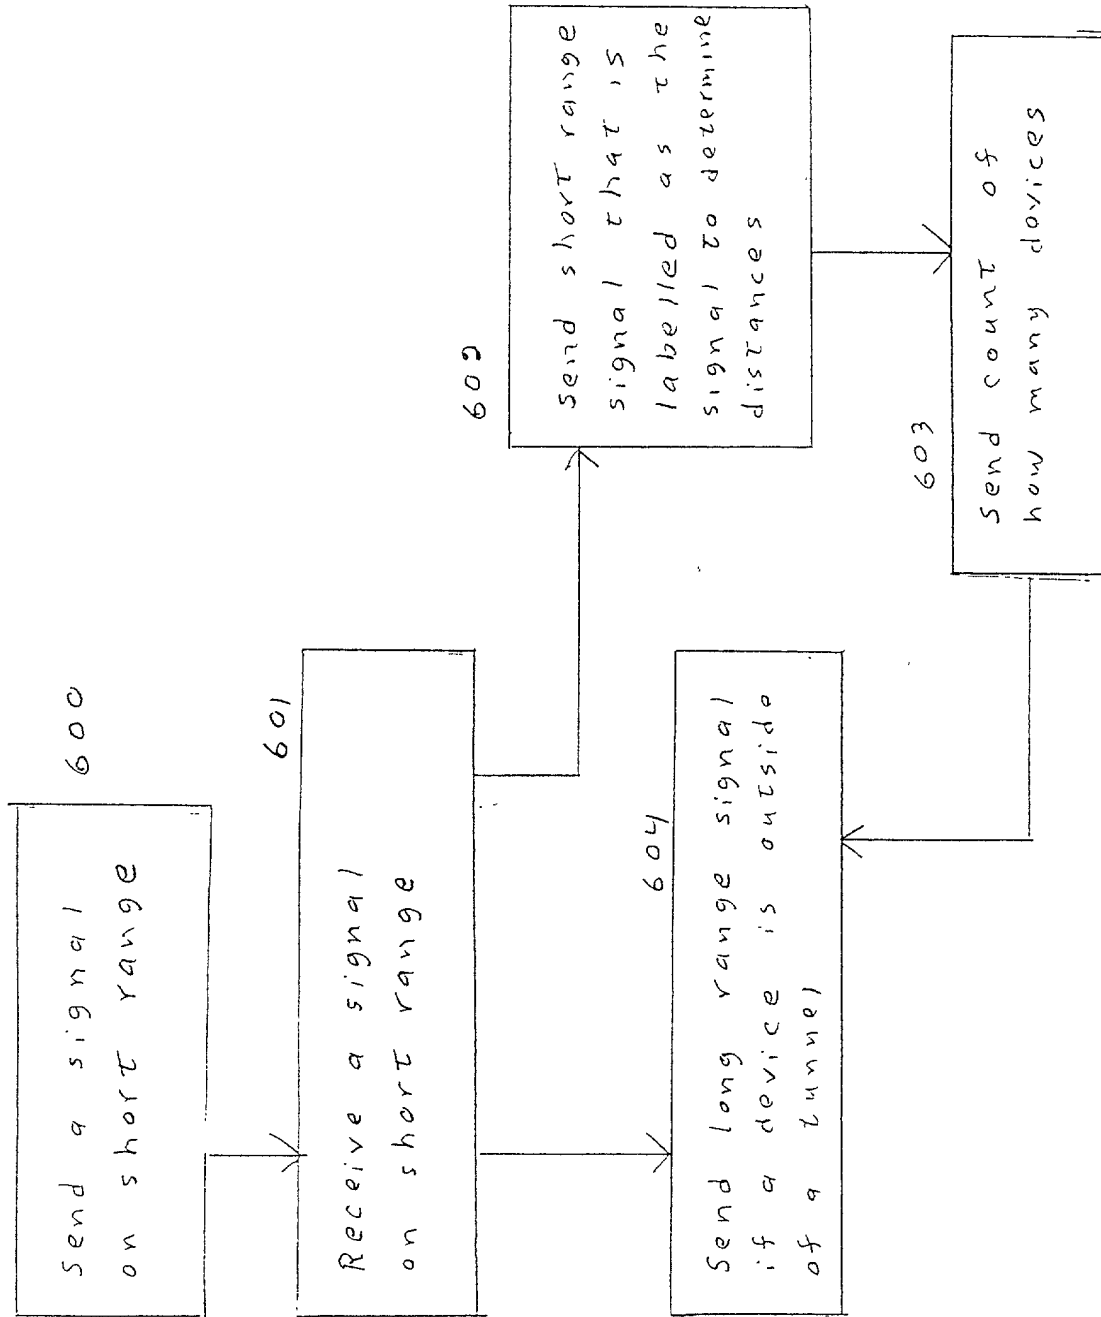 600
Send a signal
on short range
601
Receive a signal
on short range
602
Send short range
signal that is
labelled as the
signal to determine
distances
603
Send count of
how many devices
604
Send long range signal
if a device is outside
of a tunnel